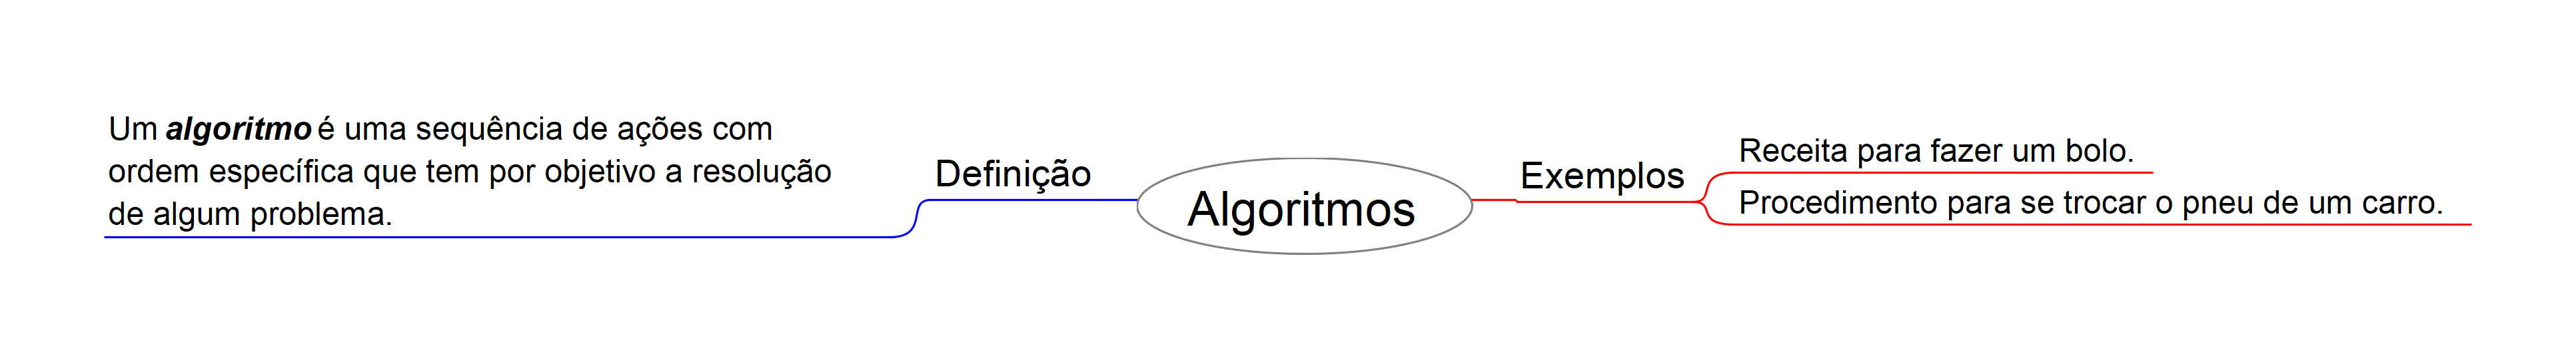 Um algoritmo é uma sequência de ações com
ordem específica que tem por objetivo a resolução
de algum problema.
Definição
Algoritmos
Exemplos
Receita para fazer um bolo.
Procedimento para se trocar o pneu de um carro.